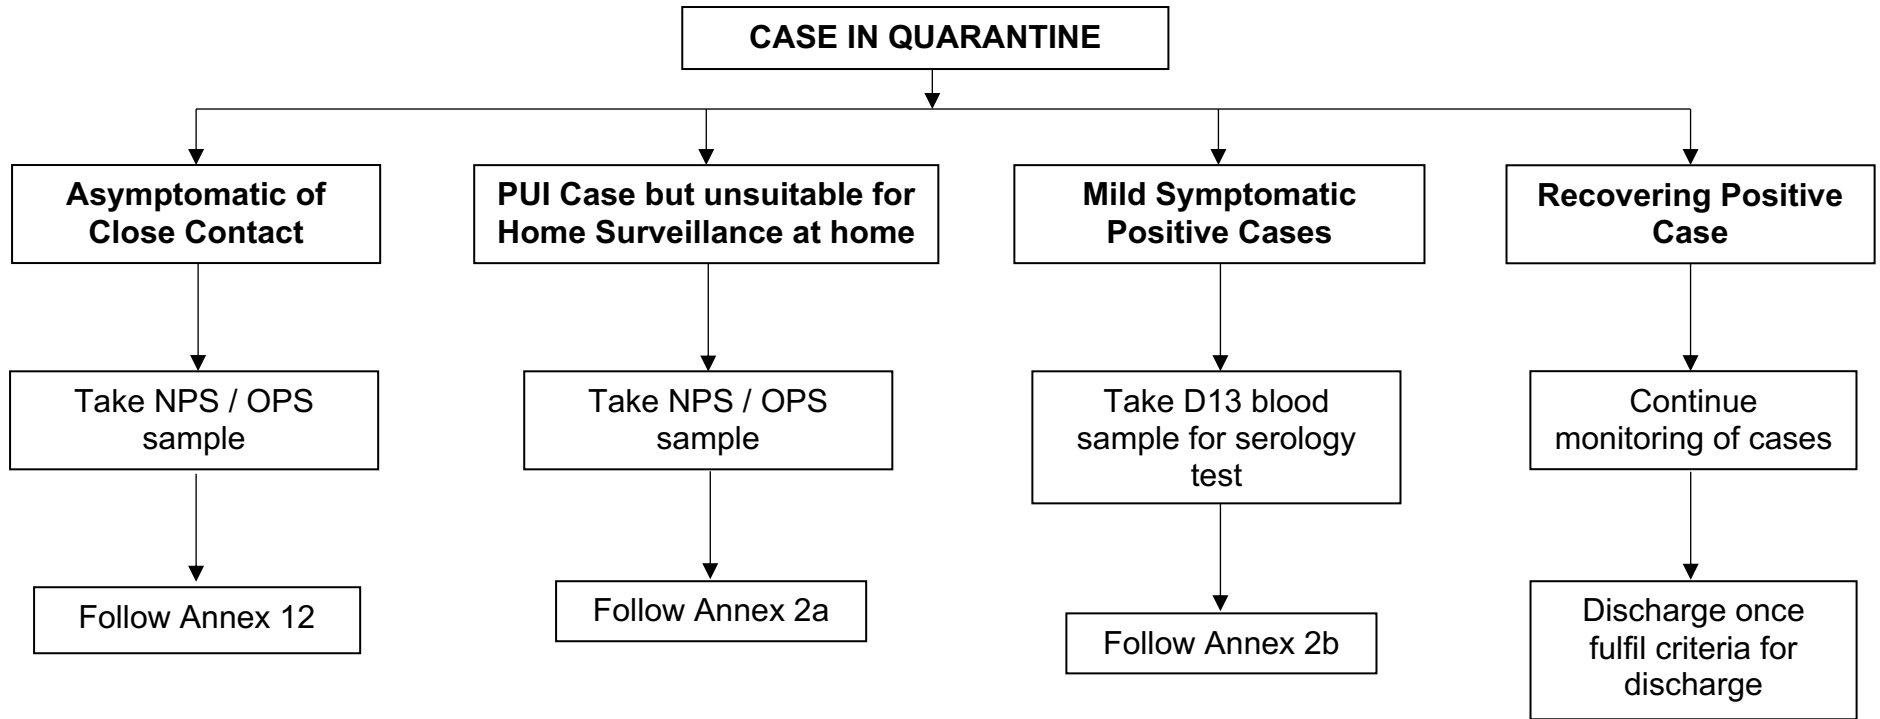 CASE IN QUARANTINE
Asymptomatic of
Close Contact
PUI Case but unsuitable for
Home Surveillance at home
Mild Symptomatic
Positive Cases
Recovering Positive
Case
Take NPS / OPS
sample
Take NPS / OPS
sample
Take D13 blood
sample for serology
test
Continue
monitoring of cases
Follow Annex 12
Follow Annex 2a
Follow Annex 2b
Discharge once
fulfil criteria for
discharge